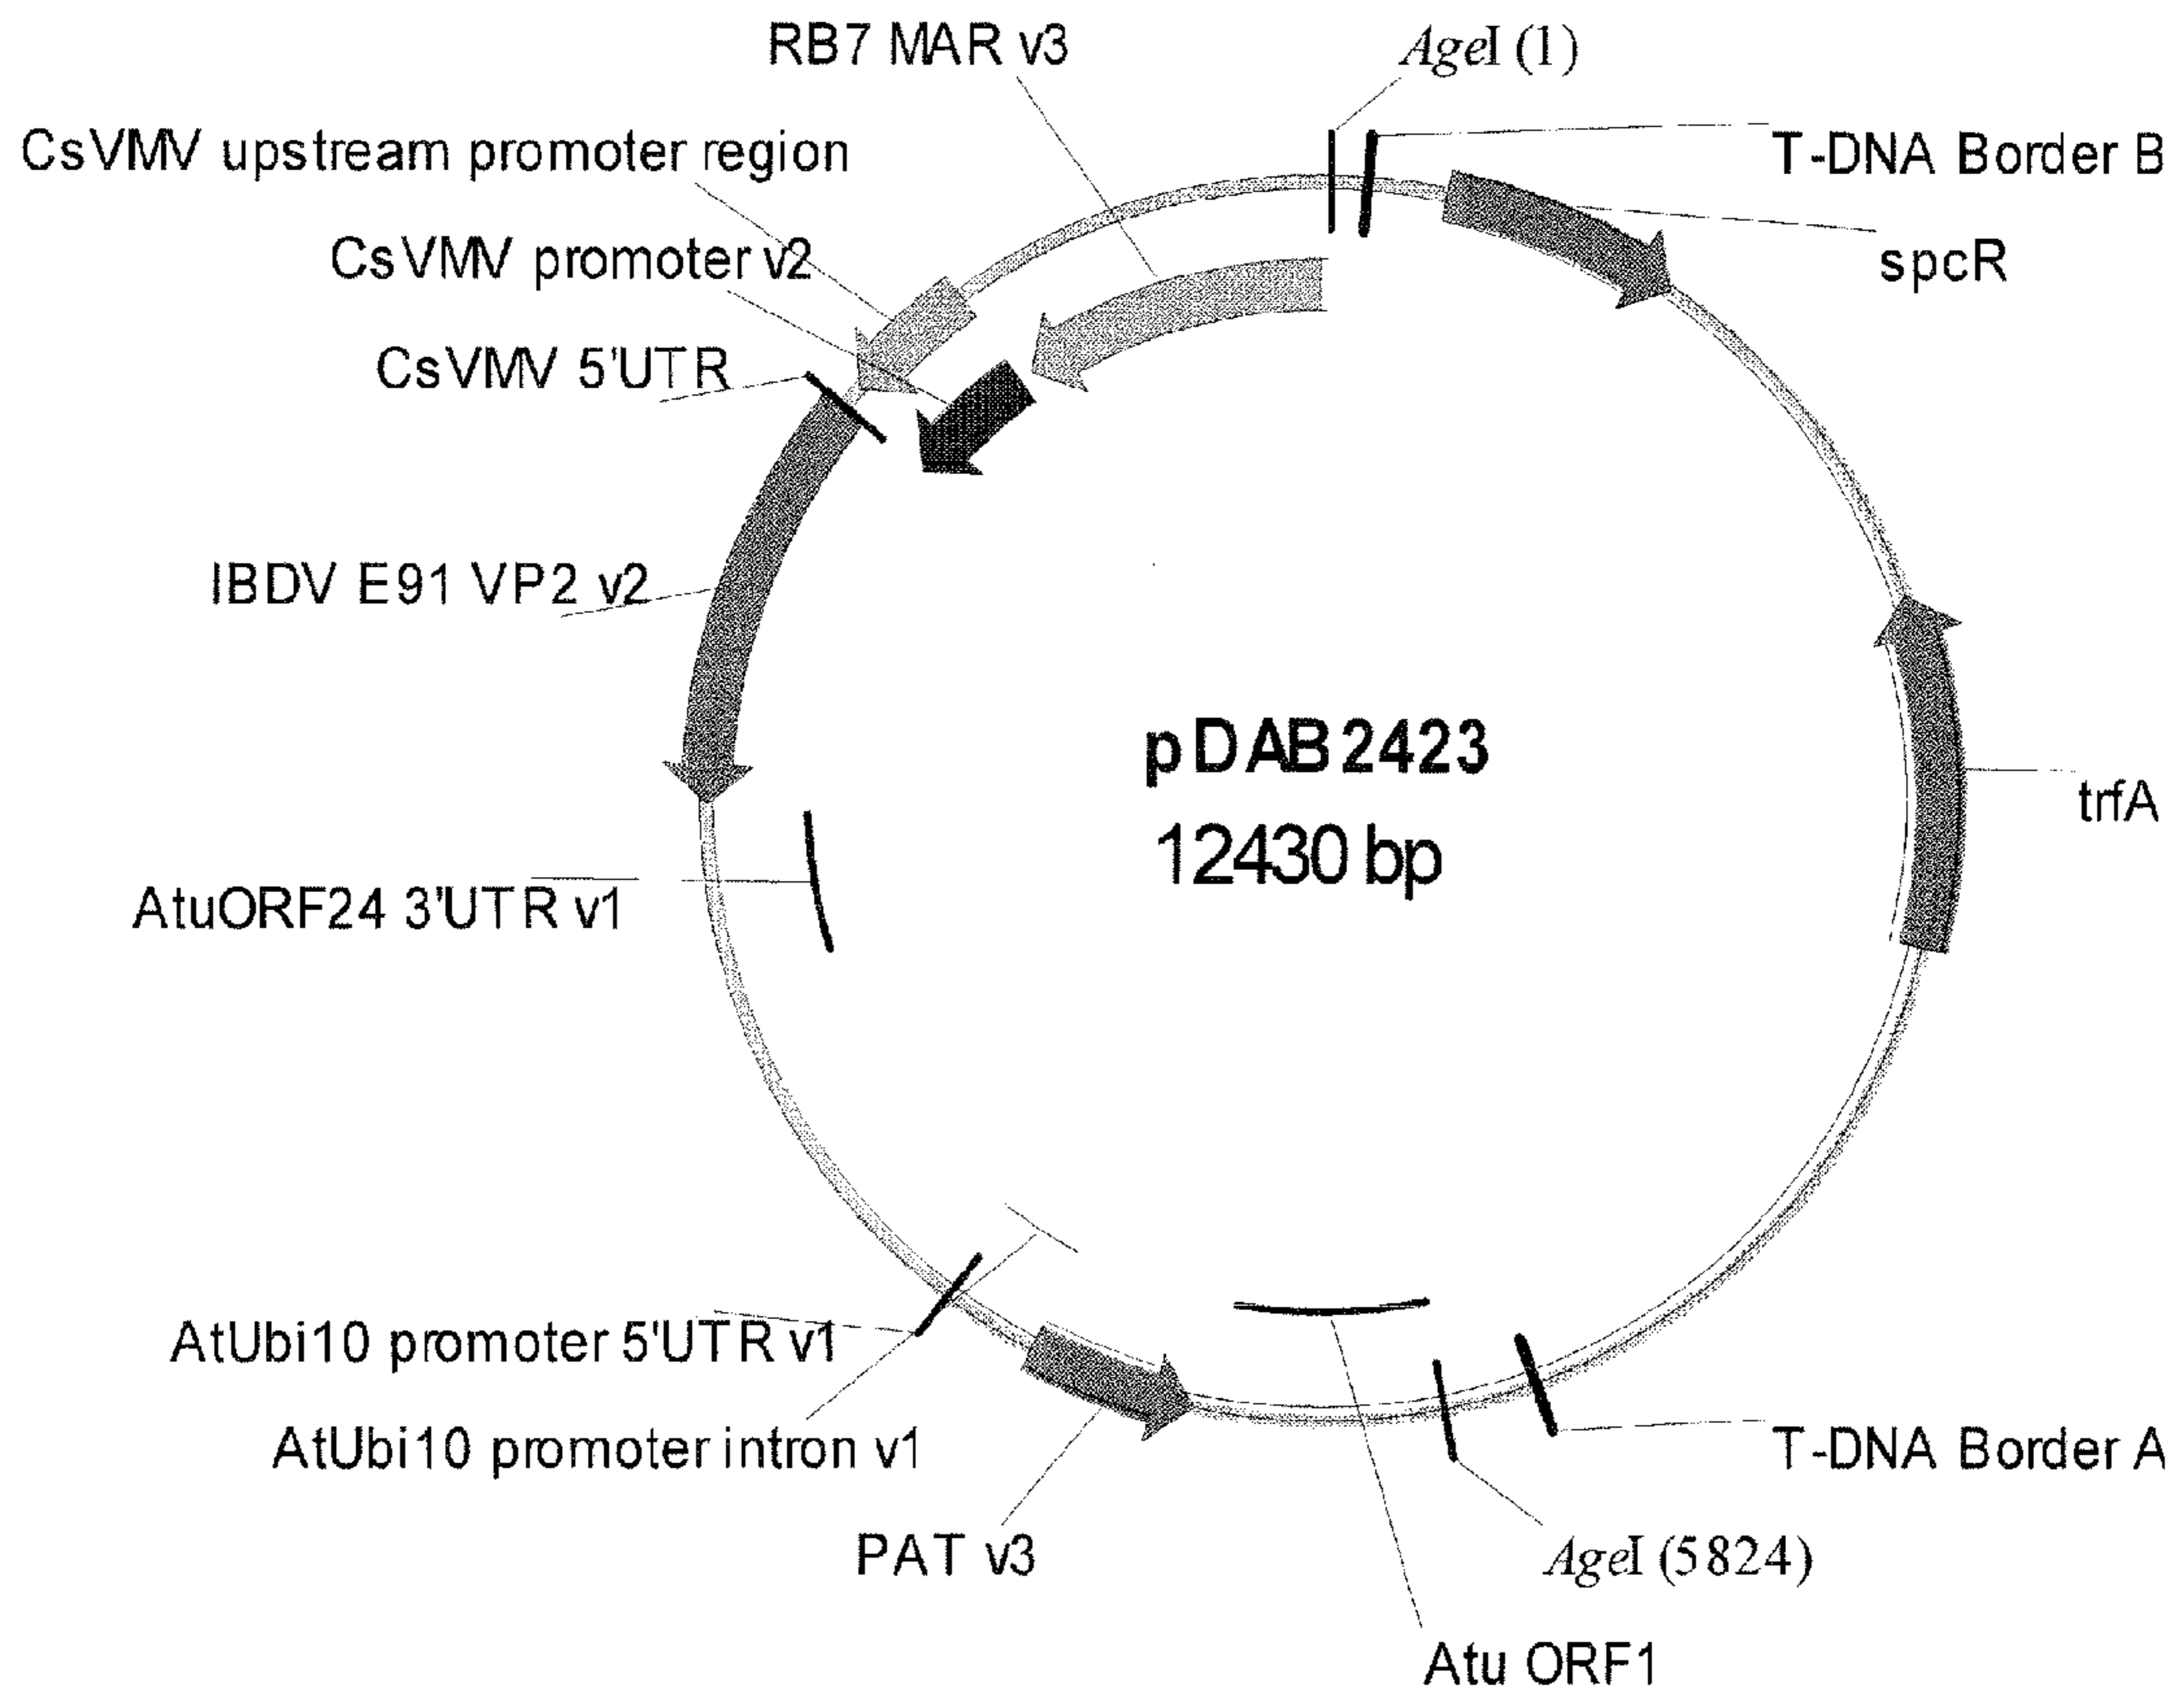 RB7 MAR v3
AgeI (1)
CsVMV upstream promoter region
T-DNA Border B
CsVMV promoter v2
spcR
CsVMV 5'UTR
IBDV E91 VP2 v2
pDAB2423
trfA
12430 bp
AtuORF24 3'UTR v1
AtUbi10 promoter 5'UTR v1
AtUbi10 promoter intron v1
T-DNA Border A
PAT v3
AgeI (5824)
Atu ORF1